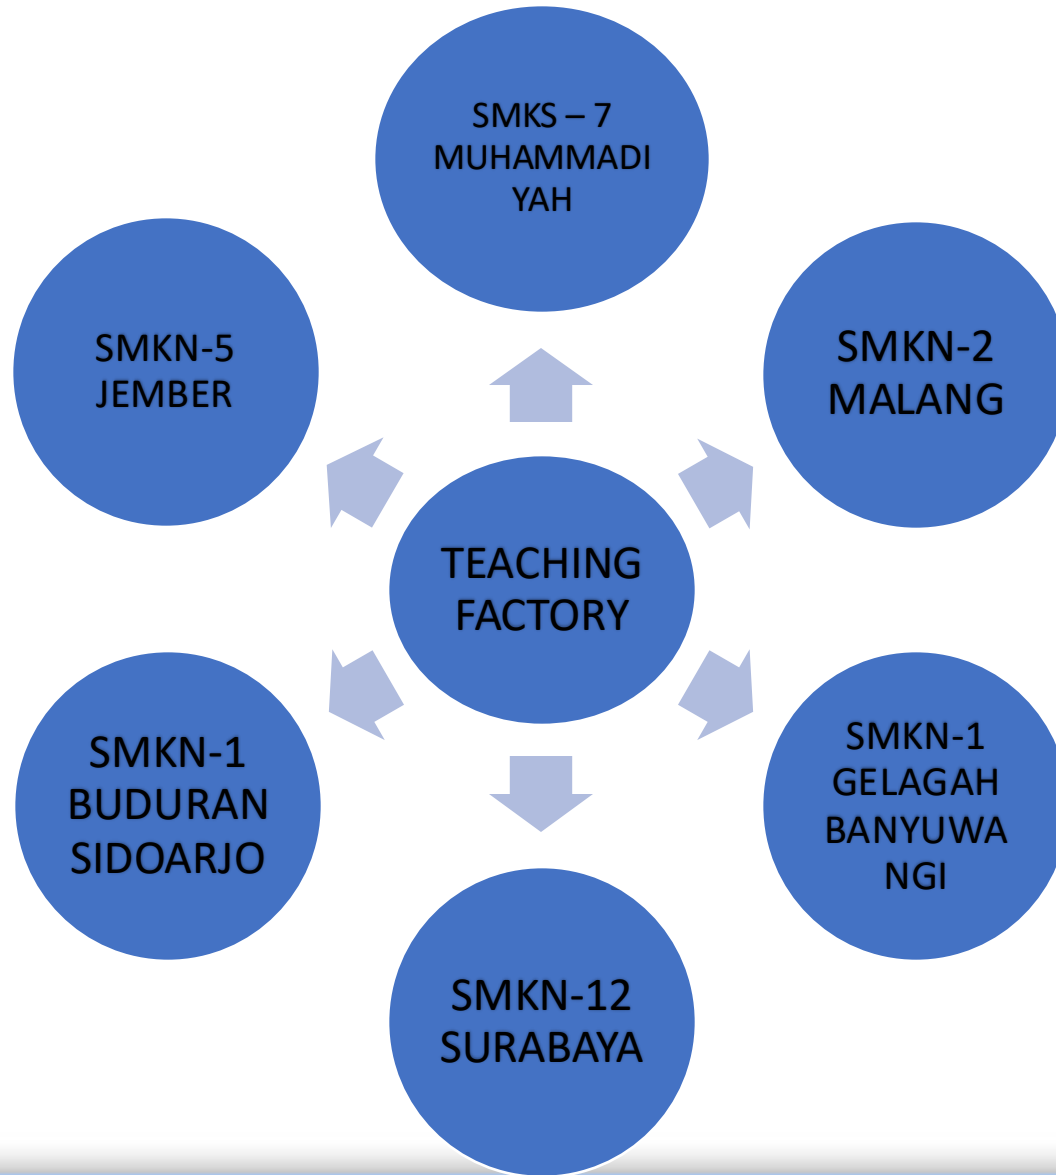 SMKS – 7
MUHAMMADI
YAH
SMKN-5
JEMBER
SMKN-2
MALANG
TEACHING
FACTORY
SMKN-1
BUDURAN
SIDOARJO
SMKN-1
GELAGAH
BANYUWA
NGI
SMKN-12
SURABAYA